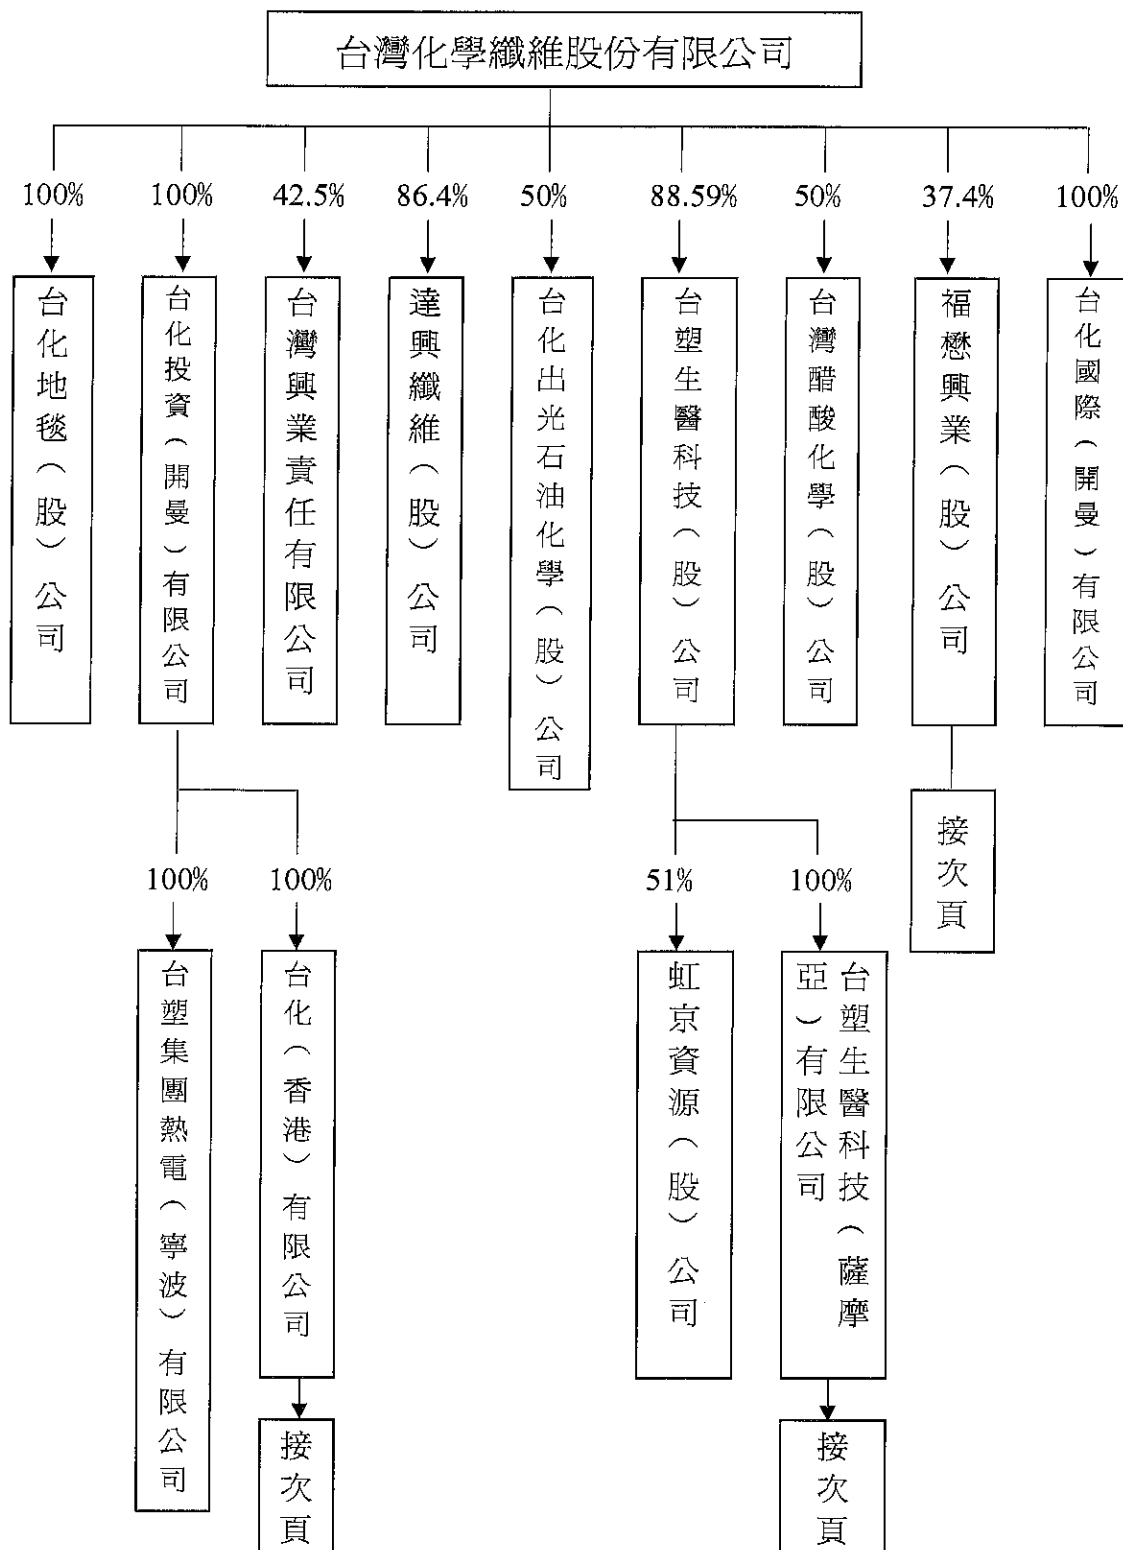 台灣化學纖維股份有限公司
100%
100%
42.5%
86.4%
50%
88.59%
50%
37.4%
100%
台化地毯（股）公司
台化投資（開曼）有限公司
台灣興業責任有限公司
達興纖維（股）公司
台化出光石油化學（股）公司
台塑生醫科技（股）公司
台灣醋酸化學（股）公司
福懋興業（股）公司
台化國際（開曼）有限公司
接次頁
100%
100%
51%
100%
台塑集團熱電（寧波）有限公司
台化（香港）有限公司
虹京資源（股）公司
台塑生醫科技（薩摩
亞）有限公司
接次頁
接次頁